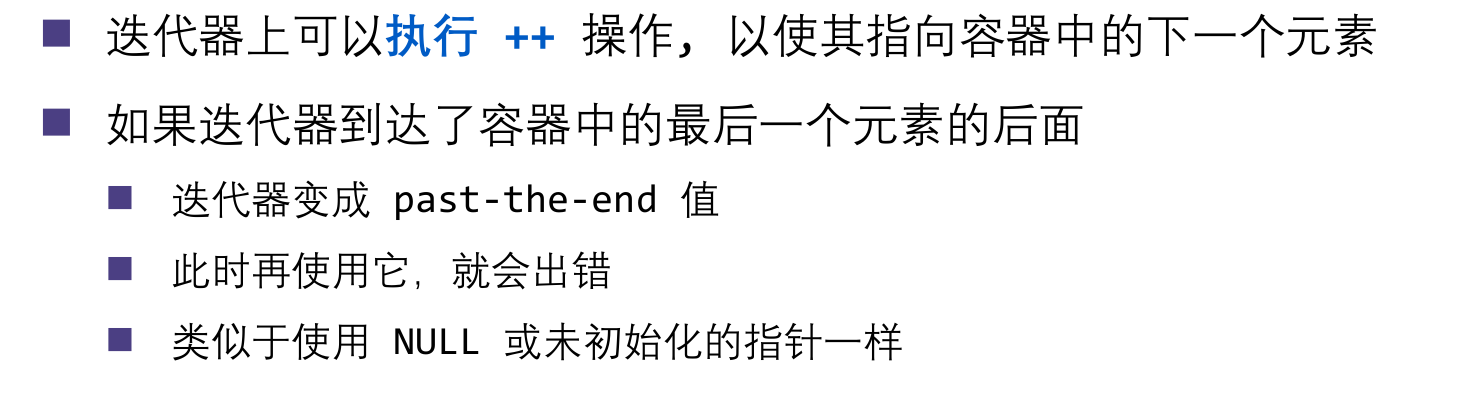 迭代器上可以执行 ++ 操作, 以使其指向容器中的下一个元素
如果迭代器到达了容器中的最后一个元素的后面
迭代器变成 past-the-end 值
此时再使用它, 就会出错
类似于使用 NULL 或未初始化的指针一样